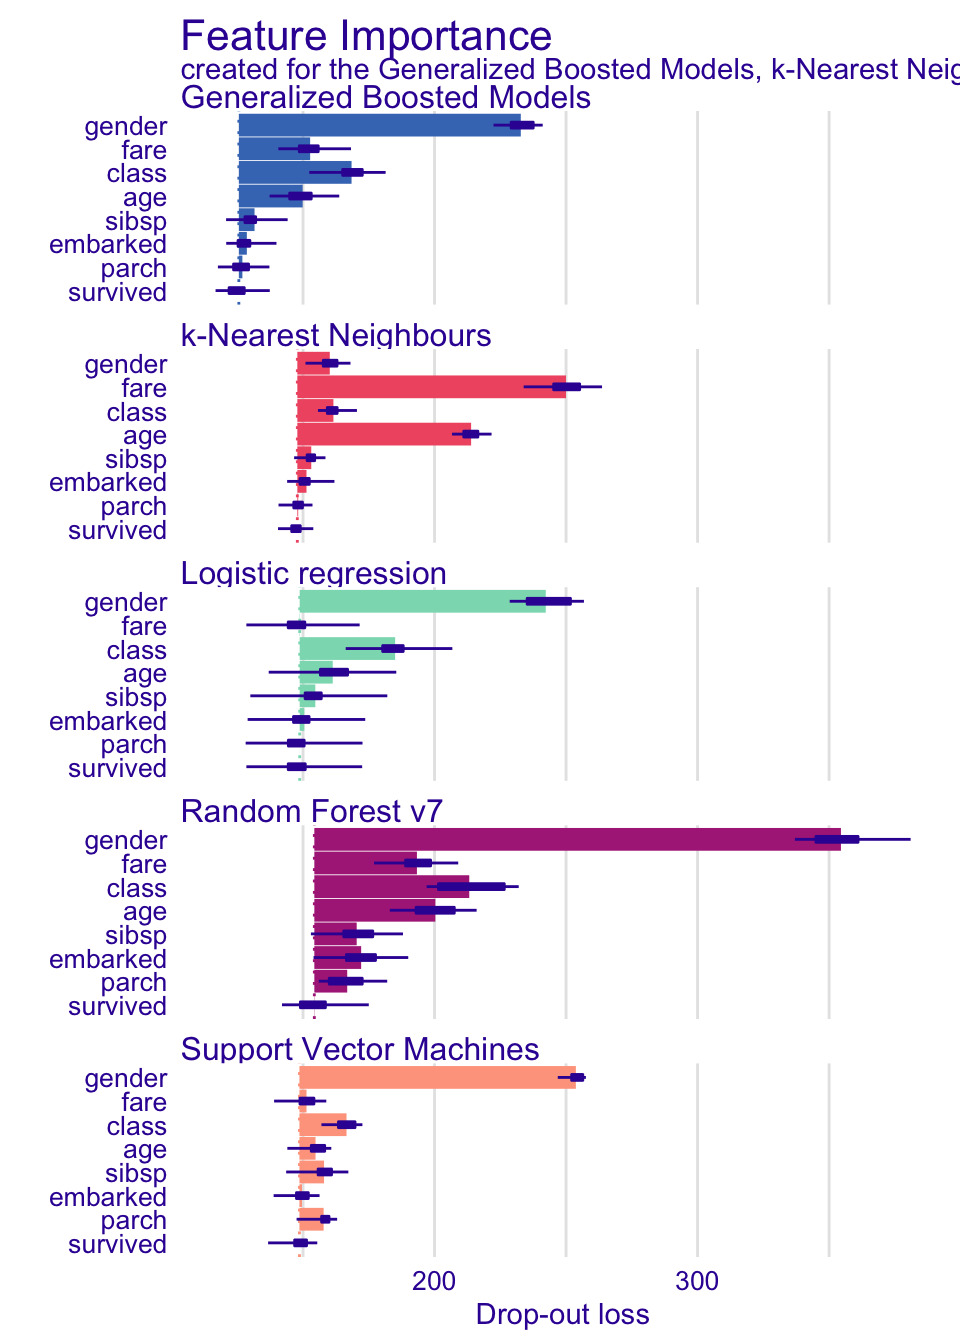 Feature Importance
created for the Generalized Boosted Models, k-Nearest Neig
Generalized Boosted Models
gender
fare
class
age
sibsp
embarked
parch
survived
k-Nearest Neighbours
gender
fare
class
age
sibsp
embarked
parch
survived
Logistic regression
gender
fare
class
age
sibsp
embarked
parch
survived
Random Forest v7
gender
fare
class
age
sibsp
embarked
parch
survived
Support Vector Machines
gender
fare
class
age
sibsp
embarked
parch
survived
200 300
Drop-out loss